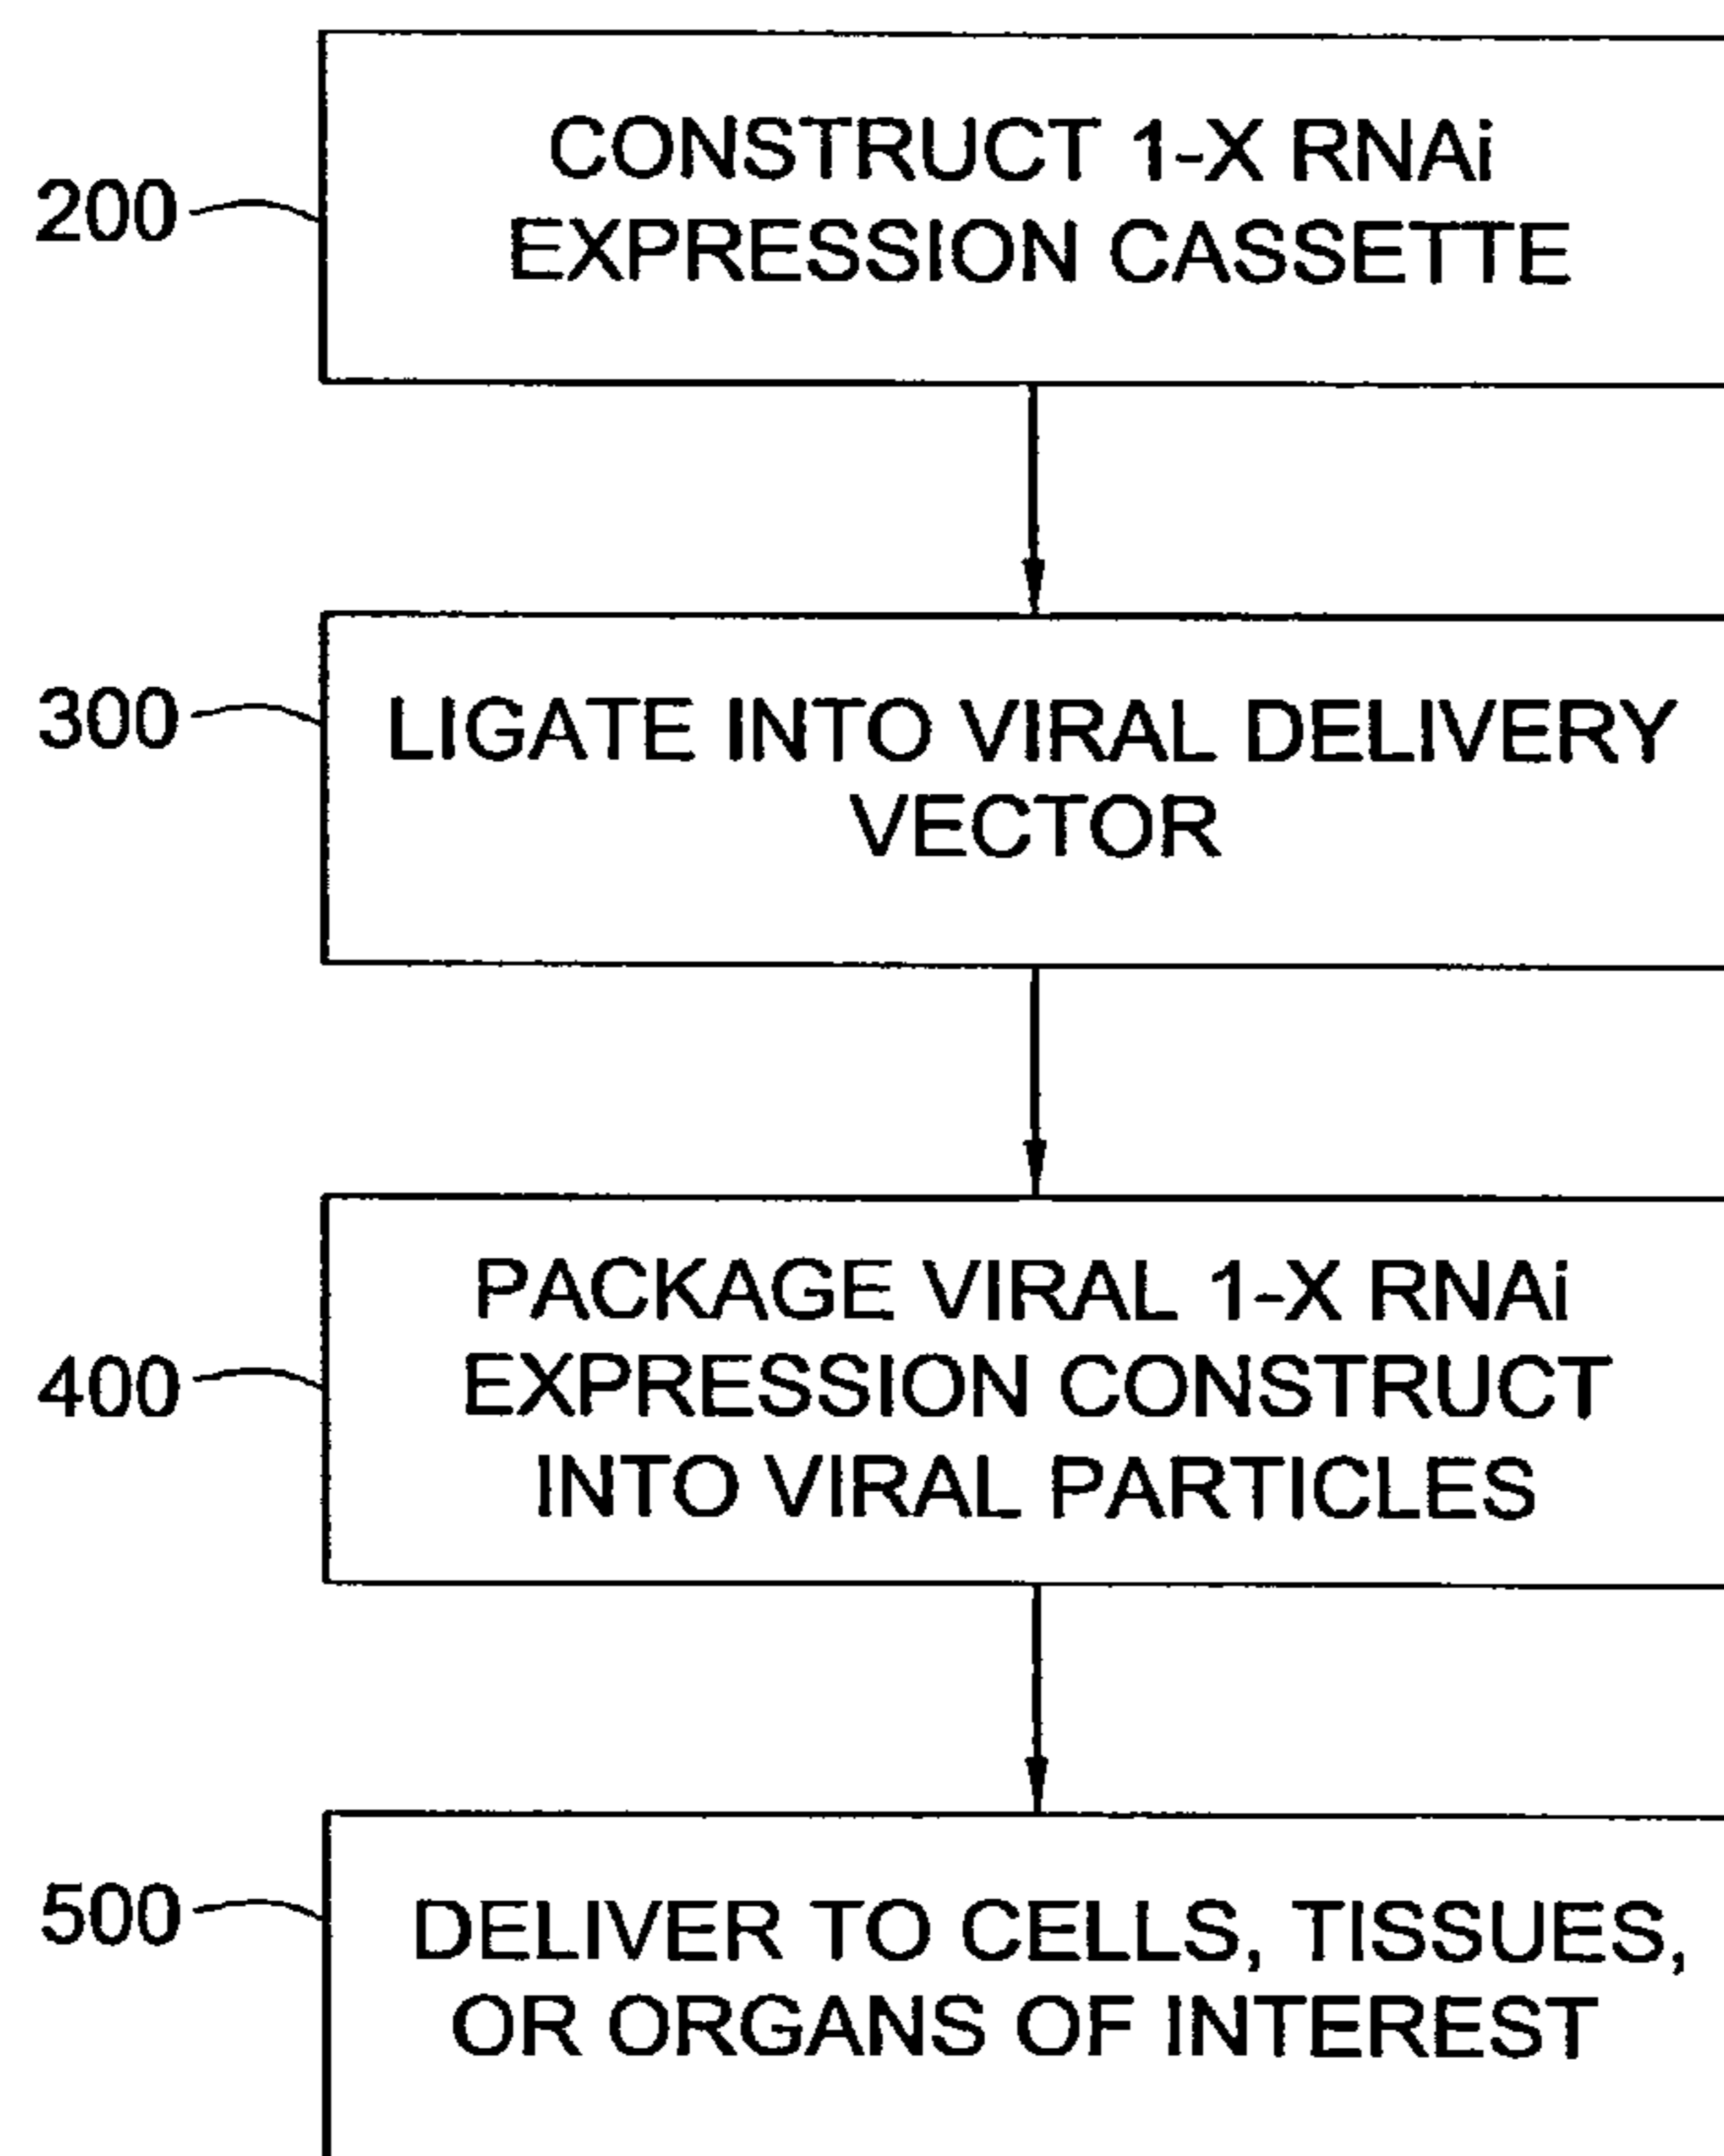 200
CONSTRUCT 1-X RNAi
EXPRESSION CASSETTE
300
LIGATE INTO VIRAL DELIVERY
VECTOR
400
PACKAGE VIRAL 1-X RNAi
EXPRESSION CONSTRUCT
INTO VIRAL PARTICLES
500
DELIVER TO CELLS, TISSUES,
OR ORGANS OF INTEREST